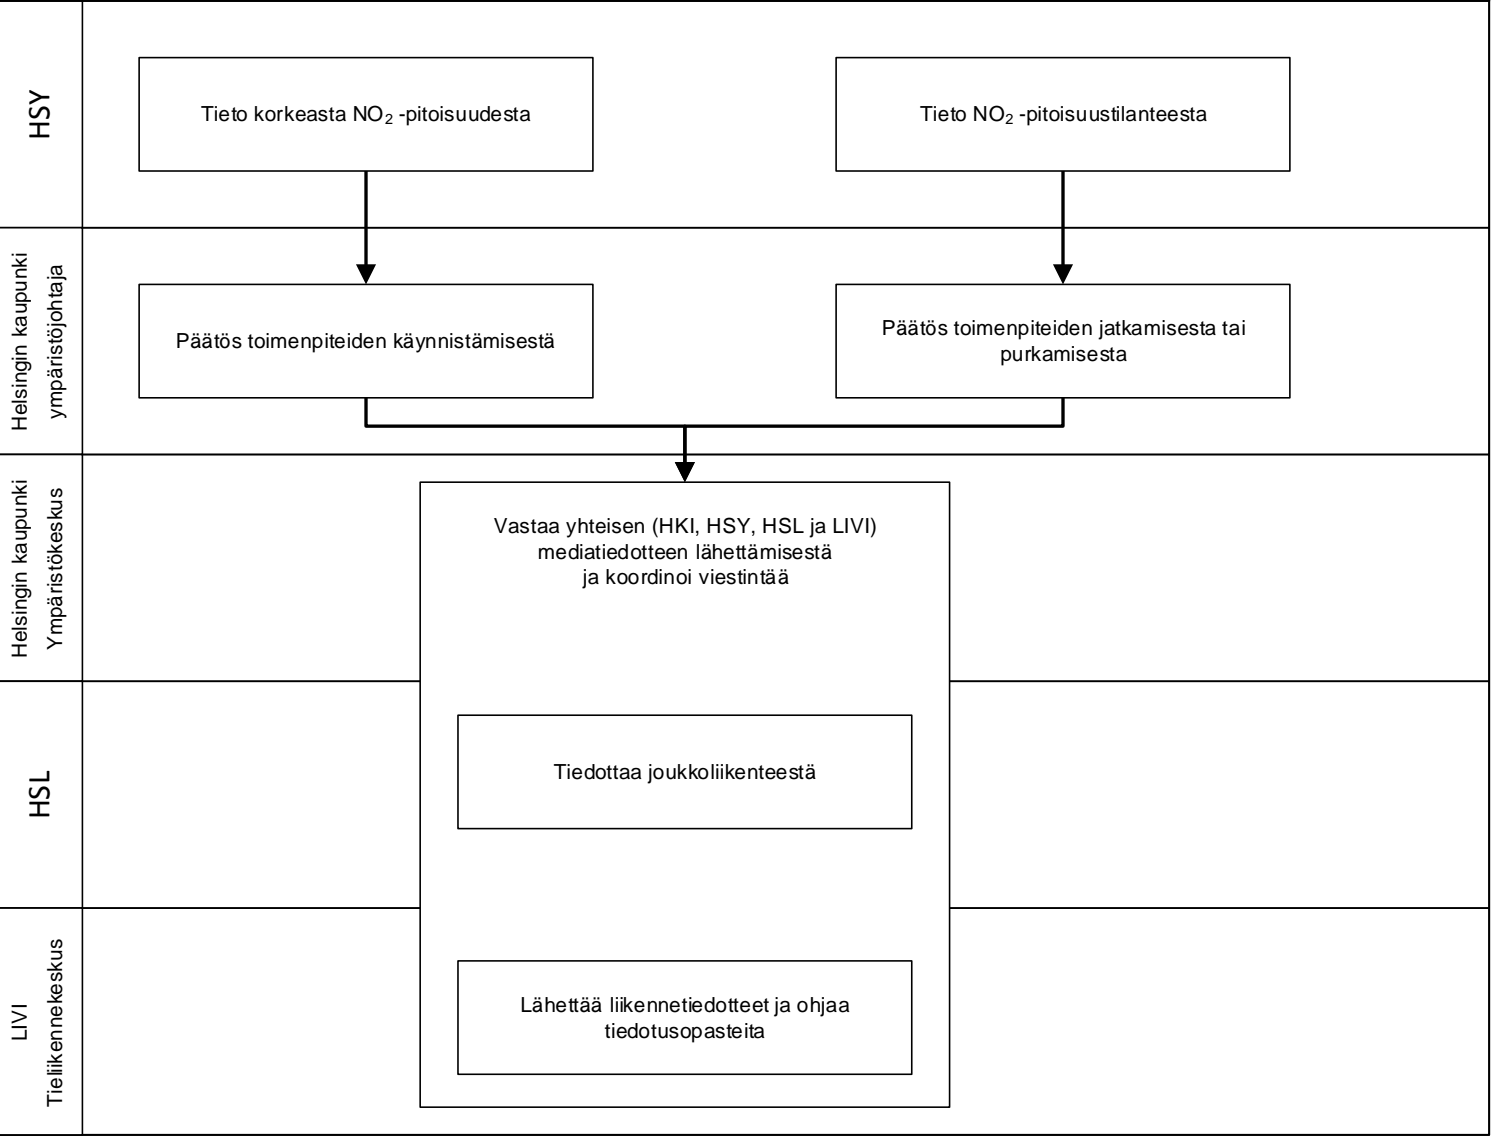 HSY
Tieto korkeasta NO₂ -pitoisuudesta
Tieto NO₂ -pitoisuustilanteesta
Helsingin kaupunki
ympäristöjohtaja
Päätös toimenpiteiden käynnistämisestä
Päätös toimenpiteiden jatkamisesta tai
purkamisesta
Helsingin kaupunki
Ympäristökeskus
Vastaa yhteisen (HKI, HSY, HSL ja LIVI)
mediatiedotteen lähettämisestä
ja koordinoi viestintää
HSL
Tiedottaa joukkoliikenteestä
LIVI
Tieliikennekeskus
Lähettää liikennetiedotteet ja ohjaa
tiedotusopasteita